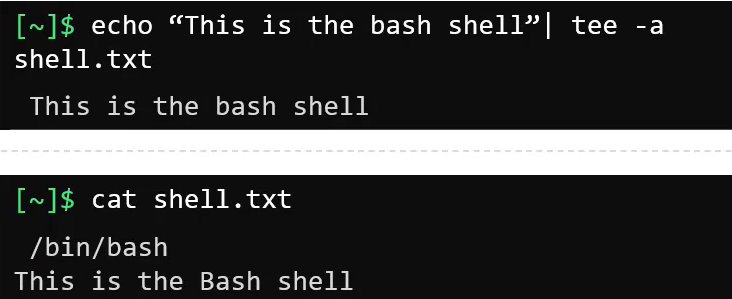 [~]$ echo “This is the bash shell”| tee -a
shell.txt
This is the bash shell
[~]$ cat shell.txt
/bin/bash
This is the Bash shell